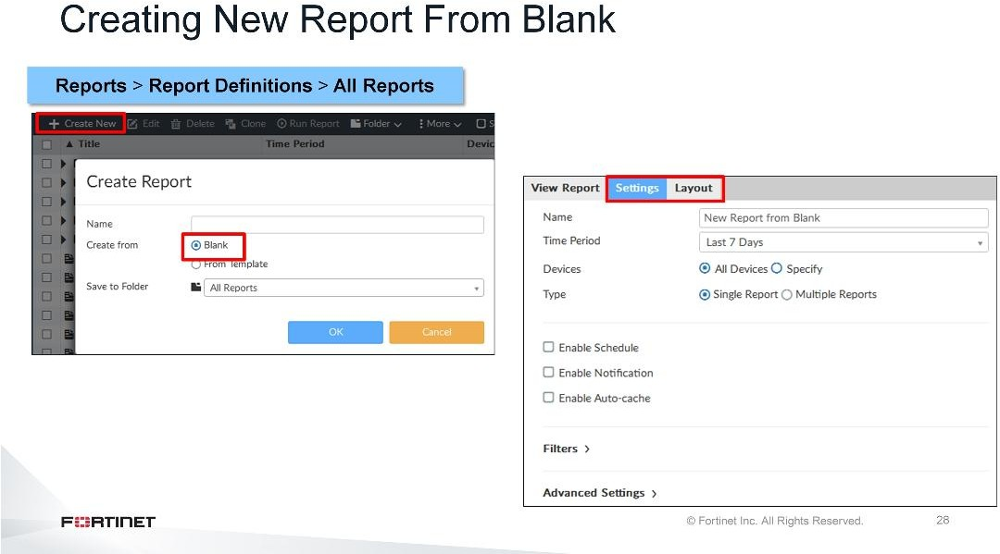 Creating New Report From Blank
Reports > Report Definitions > All Reports
Create New Edit Delete Clone Run Report Folder More
Title Time Period
Create Report
Name
Create from Blank
From Template
Save to Folder All Reports
OK Cancel
View Report Settings Layout
Name New Report from Blank
Time Period Last 7 Days
Devices All Devices Specify
Type Single Report Multiple Reports
Enable Schedule
Enable Notification
Enable Auto-cache
Filters >
Advanced Settings >
FORTINET
© Fortinet Inc. All Rights Reserved. 28